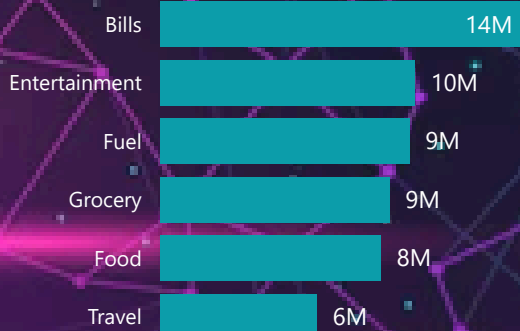 Bills 14M
Entertainment 10M
Fuel 9M
Grocery 9M
Food 8M
Travel 6M